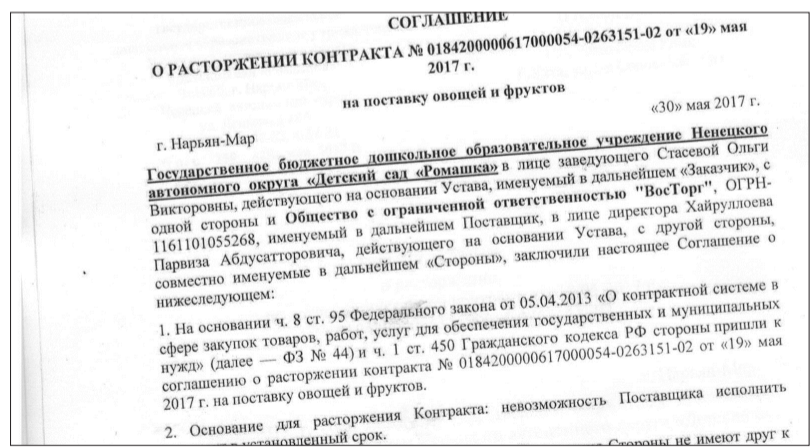 СОГЛАШЕНИЕ
О РАСТОРЖЕНИИ КОНТРАКТА № 0184200000617000054-0263151-02 от «19» мая
2017 г.
на поставку овощей и фруктов
г. Нарьян-Мар
«30» мая 2017 г.
Государственное бюджетное дошкольное образовательное учреждение Ненецкого
автономного округа «Детский сад «Ромашка» в лице заведующего Стасевой Ольги
Викторовны, действующего на основании Устава, именуемый в дальнейшем «Заказчик», с
одной стороны и Общество с ограниченной ответственностью "ВосТорг", ОГРН-
1161101055268, именуемый в дальнейшем Поставщик, в лице директора Хайруллоева
Парвиза Абдусатторовича, действующего на основании Устава, с другой стороны,
совместно именуемые в дальнейшем «Стороны», заключили настоящее Соглашение о
нижеследующем:
1. На основании ч. 8 ст. 95 Федерального закона от 05.04.2013 «О контрактной системе в
сфере закупок товаров, работ, услуг для обеспечения государственных и муниципальных
нужд» (далее — ФЗ № 44) и ч. 1 ст. 450 Гражданского кодекса РФ стороны пришли к
соглашению о расторжении контракта № 0184200000617000054-0263151-02 от «19» мая
2017 г. на поставку овощей и фруктов.
2. Основание для расторжения Контракта: невозможность Поставщика исполнить
установленный срок.
Стороны не имеют друг к